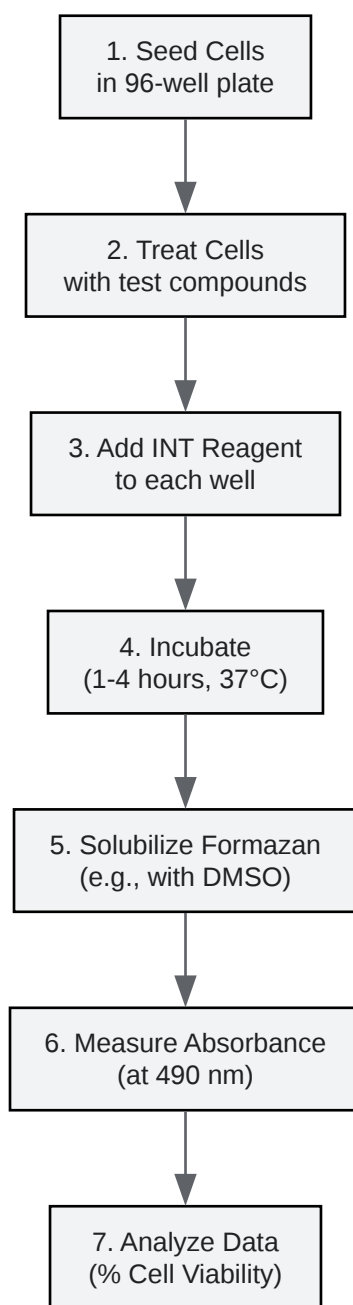 1. Seed Cells
in 96-well plate
2. Treat Cells
with test compounds
3. Add INT Reagent
to each well
4. Incubate
(1-4 hours, 37°C)
5. Solubilize Formazan
(e.g., with DMSO)
6. Measure Absorbance
(at 490 nm)
7. Analyze Data
(% Cell Viability)